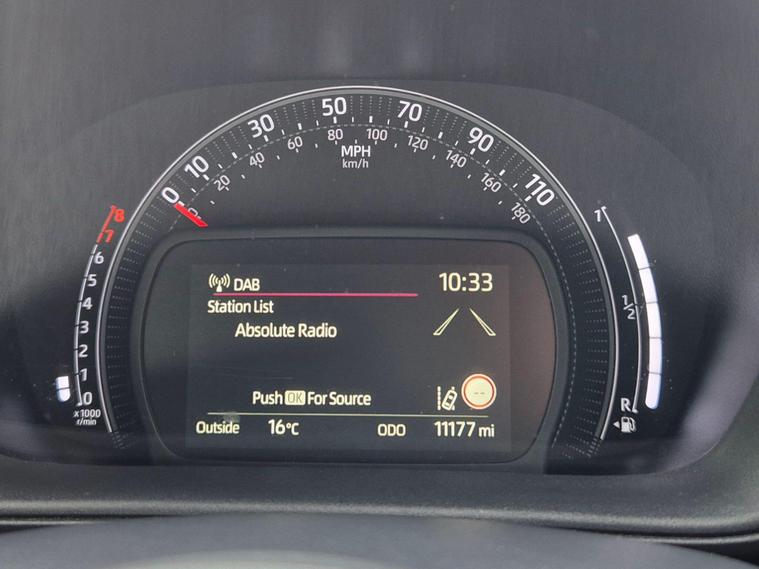 0 10 30 50 70 90 110
MPH
km/h
0 20 40 60 80 100 120 140 160 180
8
7
6
5
4
3
2
1
0
x1000
r/min
1
1/2
R
DAB 10:33
Station List
Absolute Radio
Push OK For Source
--
Outside 16°C ODO 11177 mi